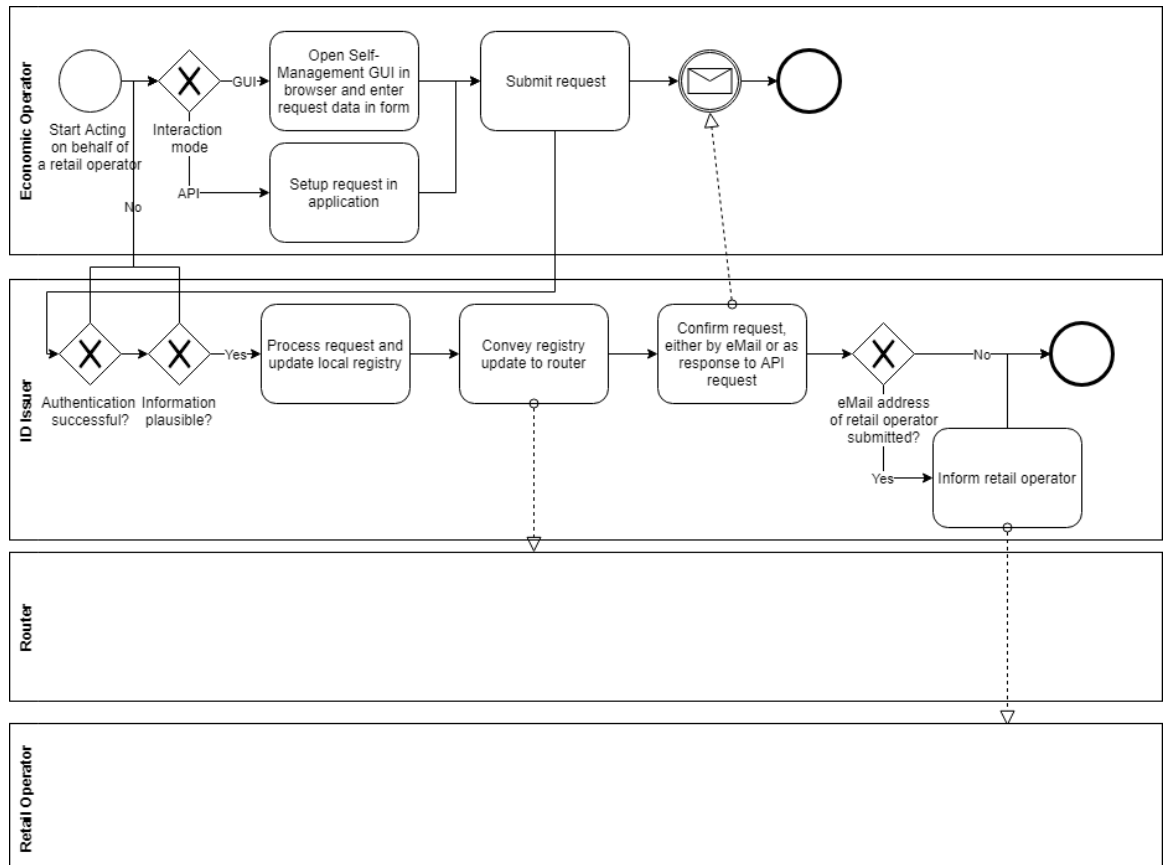 Economic Operator
Start Acting
on behalf of
a retail operator
Interaction
mode
GUI
API
No
Open Self-
Management GUI in
browser and enter
request data in form
Setup request in
application
Submit request
ID Issuer
Authentication
successful?
Information
plausible?
Yes
Process request and
update local registry
Convey registry
update to router
Confirm request,
either by eMail or as
response to API
request
eMail address
of retail operator
submitted?
No
Yes
Inform retail operator
Router
Retail Operator